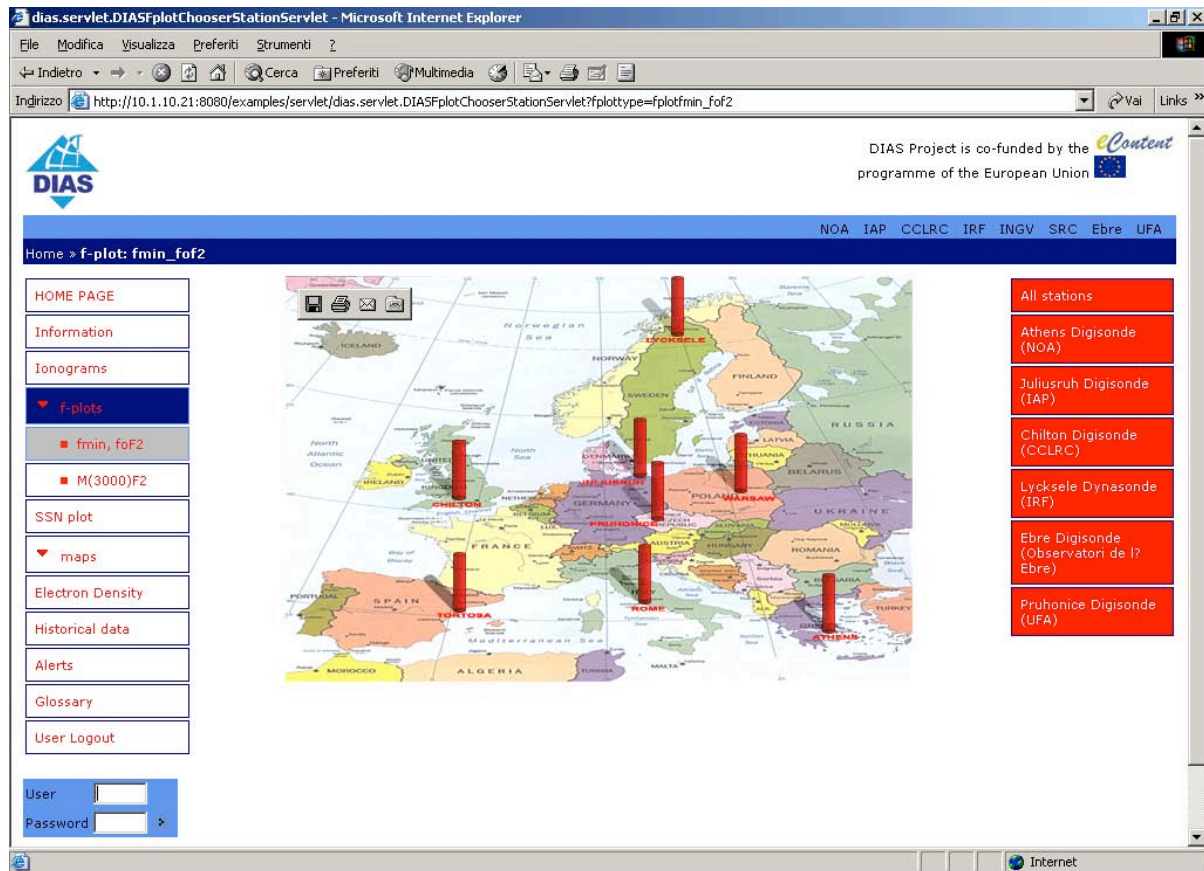 dias.servlet.DIASFplotChooserStationServlet - Microsoft Internet Explorer
File Modifica Visualizza Preferiti Strumenti ?
Indietro Cerca Preferiti Multimedia
Indirizzo http://10.1.10.21:8080/examples/servlet/dias.servlet.DIASFplotChooserStationServlet?fplottype=fplotfmin_fof2 Vai Links »
DIAS
DIAS Project is co-funded by the eContent
programme of the European Union
NOA IAP CCLRC IRF INGV SRC Ebre UFA
Home » f-plot: fmin_fof2
HOME PAGE
Information
Ionograms
f-plots
fmin, foF2
M(3000)F2
SSN plot
maps
Electron Density
Historical data
Alerts
Glossary
User Logout
User
Password
Norwegian
Sea
ICELAND
LYCKSELE
NORWAY
FINLAND
SWEDEN
RUSSIA
North
Atlantic
Ocean
North
Sea
LATVIA
BELARUS
IRELAND
CHILTON
JULIUSRUH
GERMANY
WARSAW
PRUHONICE
UKRAINE
FRANCE
AUSTRIA
HUNGARY
ROMANIA
Bay of
Biscay
SPAIN
TORTOSA
ROME
ATHENS
TURKEY
Mediterranean Sea
MOROCCO
ALGERIA
MALTA
All stations
Athens Digisonde
(NOA)
Juliusruh Digisonde
(IAP)
Chilton Digisonde
(CCLRC)
Lycksele Dynasonde
(IRF)
Ebre Digisonde
(Observatori de l?
Ebre)
Pruhonice Digisonde
(UFA)
Internet